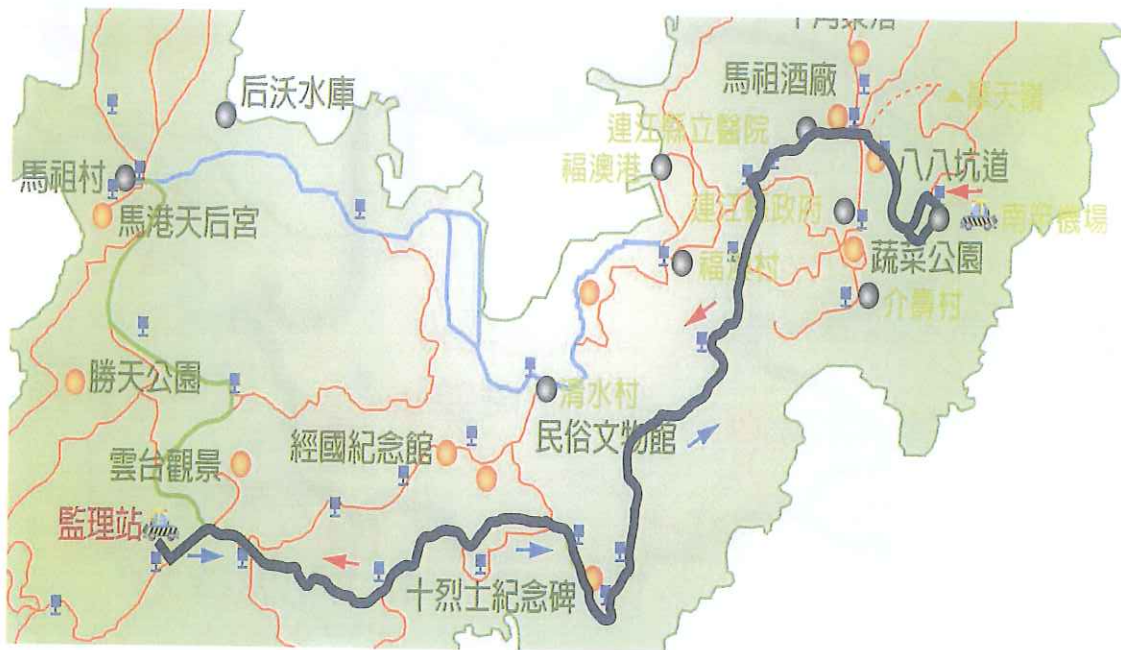 后沃水庫
馬祖酒廠
連江縣立醫院
福澳港
八八坑道
馬祖村
馬港天后宮
南竿機場
蔬菜公園
介壽村
勝天公園
清水村
民俗文物館
經國紀念館
雲台觀景
監理站
十烈士紀念碑